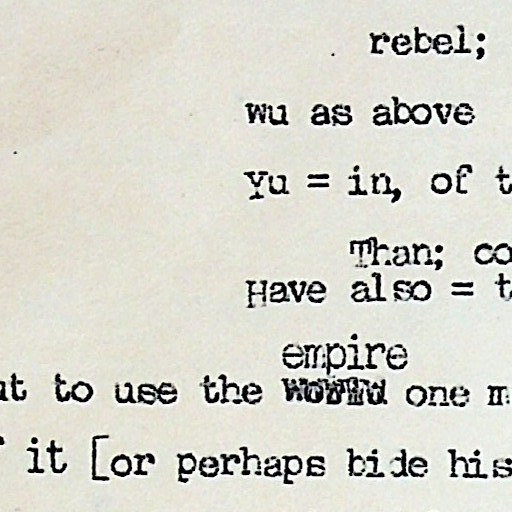 rebel;
Wu as above
Yu = in, of t
Than; co
Have also = t
empire
ut to use the one m
it [or perhaps bide his